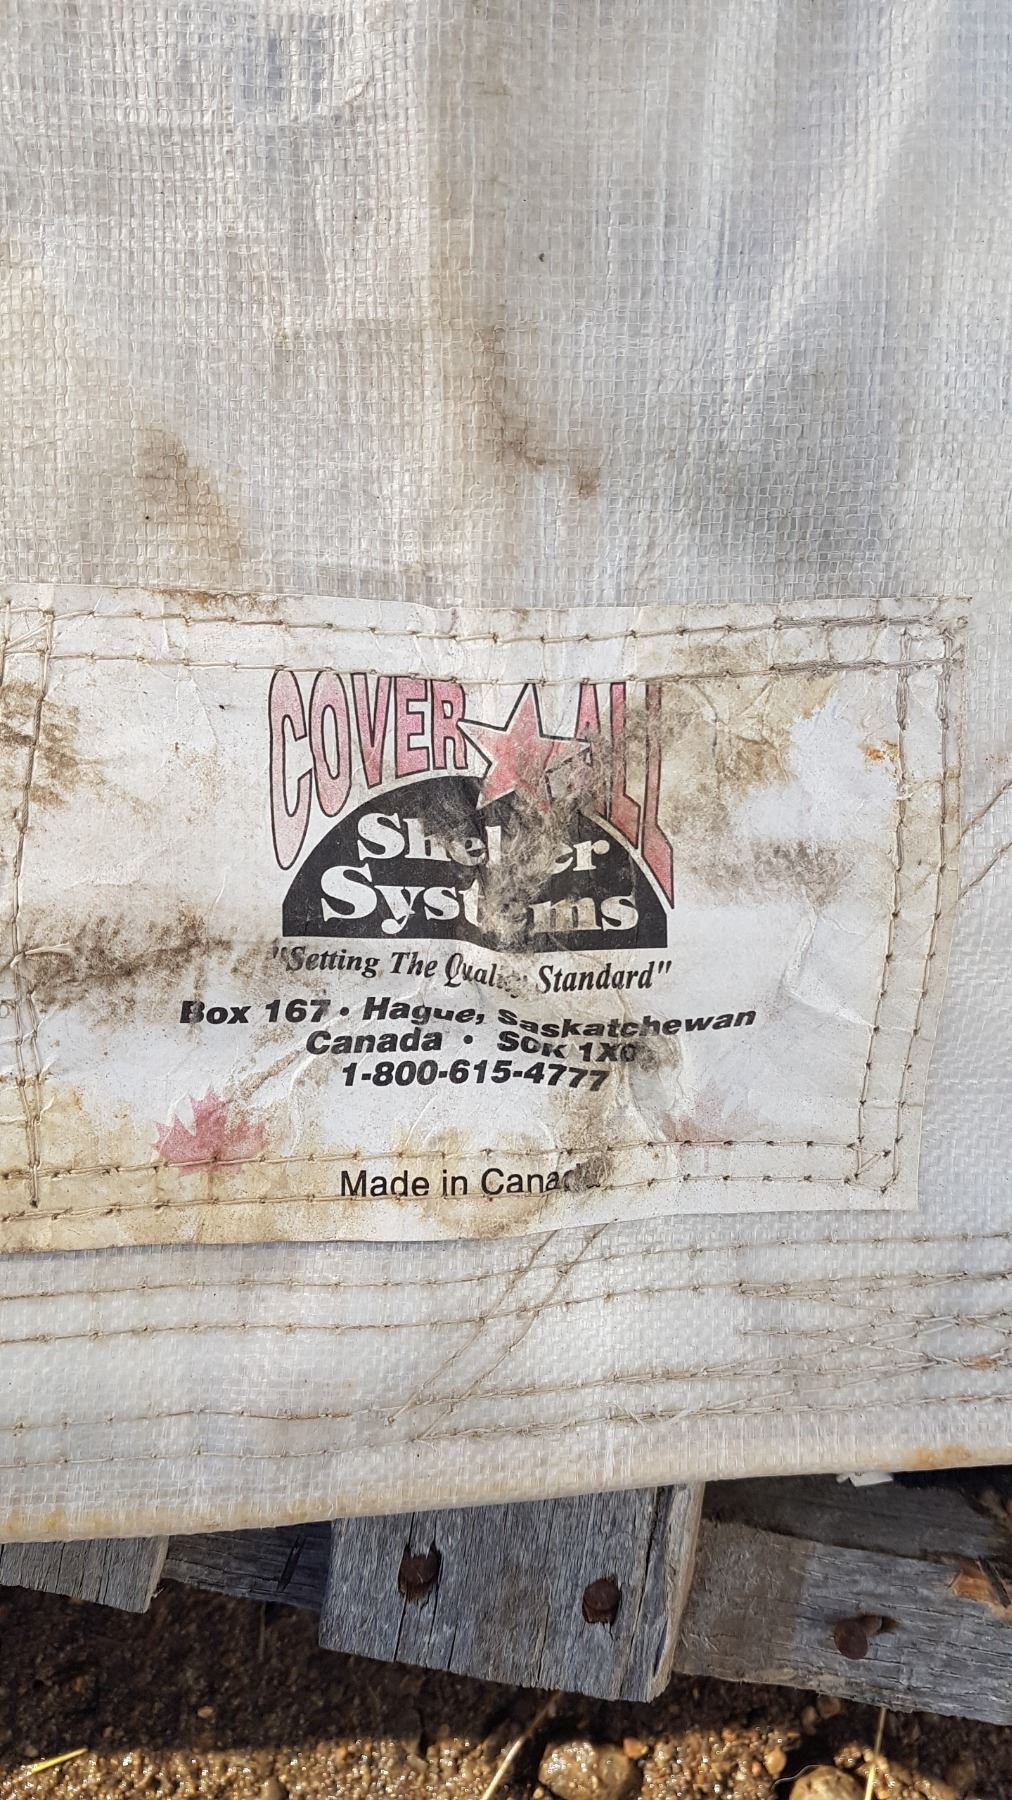 COVER ALL
Shelter
Systems
"Setting The Quality Standard"
Box 167 • Hague, Saskatchewan
Canada • S0K 1X0
1-800-615-4777
Made in Canada